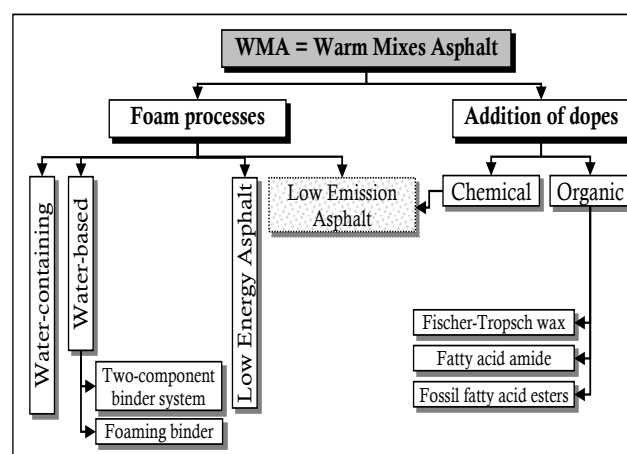 WMA = Warm Mixes Asphalt
Foam processes
Addition of dopes
Water-containing
Water-based
Low Energy Asphalt
Low Emission
Asphalt
Chemical
Organic
Two-component
binder system
Foaming binder
Fischer-Tropsch wax
Fatty acid amide
Fossil fatty acid esters